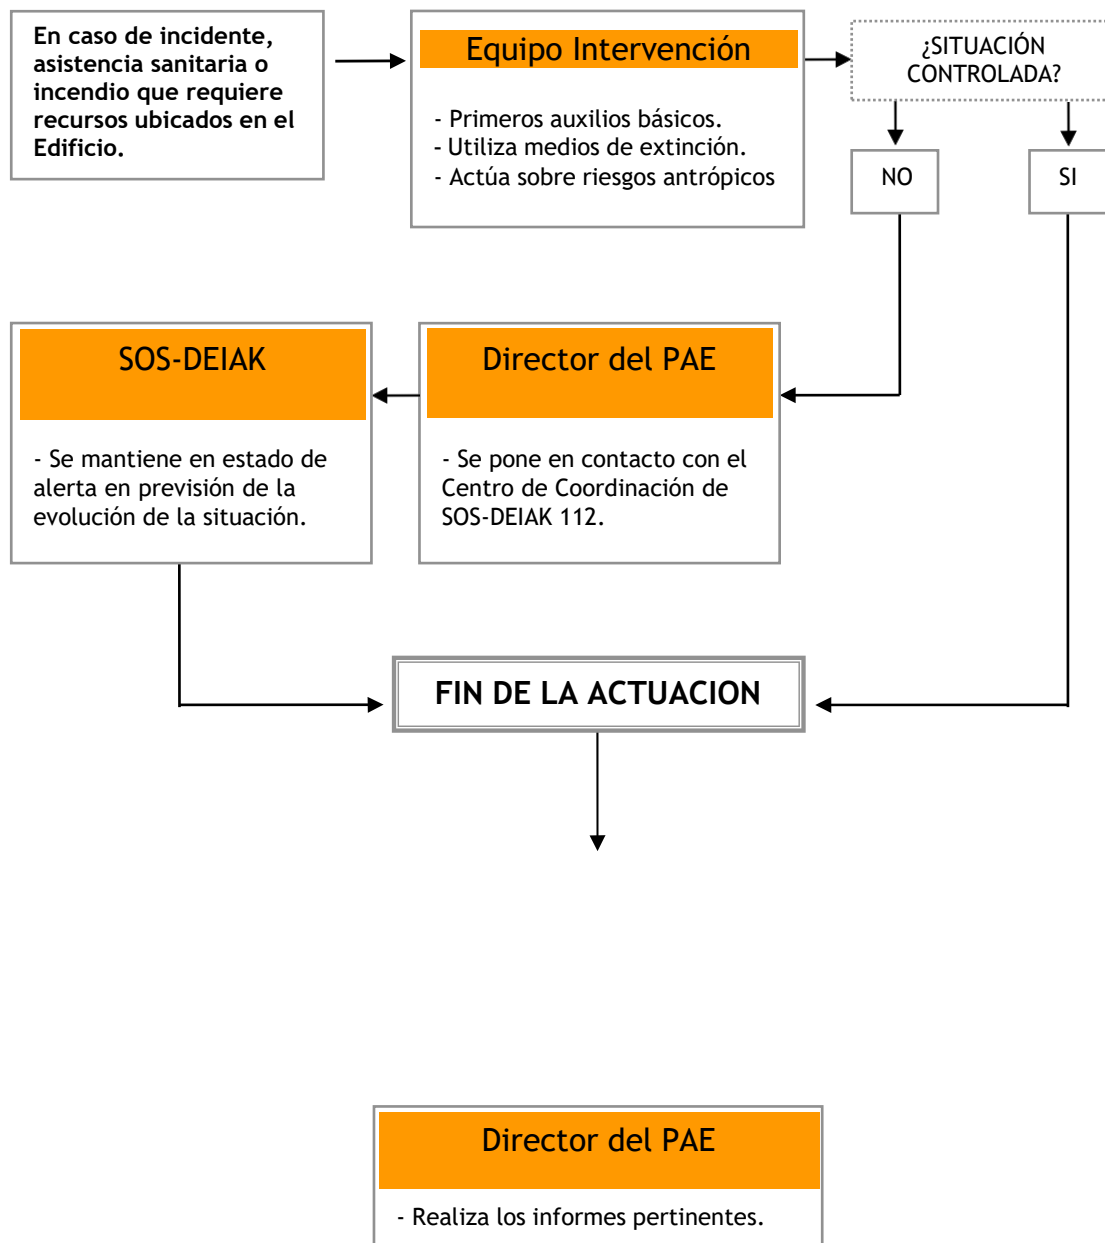 En caso de incidente,
asistencia sanitaria o
incendio que requiere
recursos ubicados en el
Edificio.
Equipo Intervención
- Primeros auxilios básicos.
- Utiliza medios de extinción.
- Actúa sobre riesgos antrópicos
¿SITUACIÓN
CONTROLADA?
NO
SI
Director del PAE
- Se pone en contacto con el
Centro de Coordinación de
SOS-DEIAK 112.
SOS-DEIAK
- Se mantiene en estado de
alerta en previsión de la
evolución de la situación.
FIN DE LA ACTUACION
Director del PAE
- Realiza los informes pertinentes.